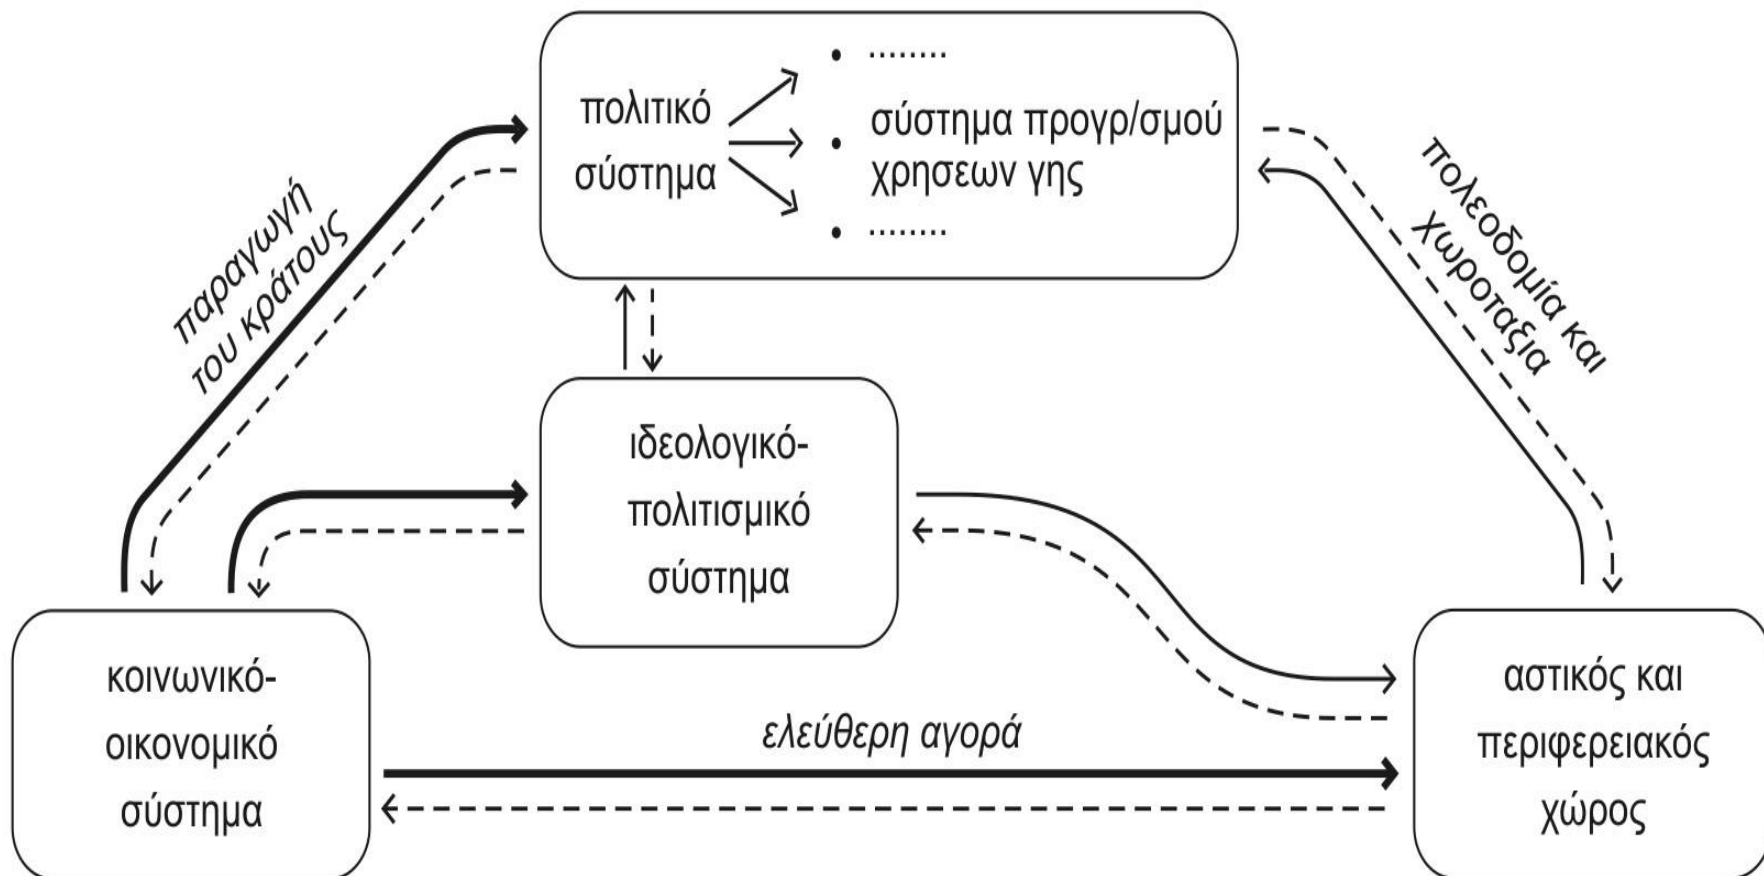 πολιτικό
σύστημα
• ........
• σύστημα προγρ/σμού
χρησεων γης
• ........
παραγωγή
του κράτους
πολεοδομία και
χωροταξια
ιδεολογικό-
πολιτισμικό
σύστημα
κοινωνικό-
οικονομικό
σύστημα
ελεύθερη αγορά
αστικός και
περιφερειακός
χώρος